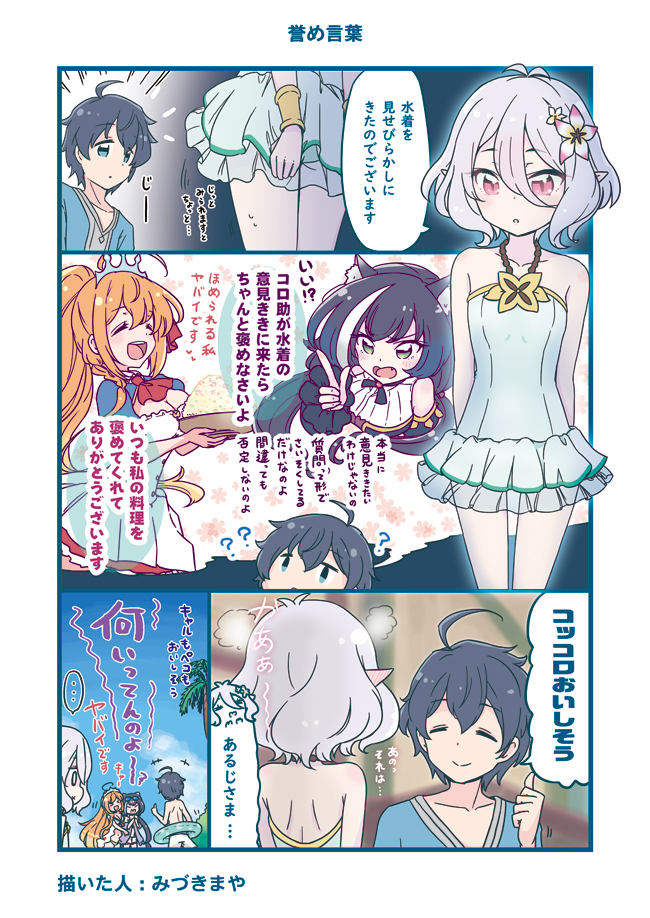 誉め言葉
水着を
見せびらかしに
きたのでございます
じっと
みられますと
ちょっと…
じー
いい!?
コロ助が水着の
意見ききに来たら
ちゃんと褒めなさいよ
本当に
意見ききたい
わけじゃないの
質問って形で
さいそくしてる
だけなのよ
間違っても
否定しないのよ
ほめられる私
ヤバイです
いつも私の料理を
褒めてくれて
ありがとうございます
???
コッコロおいしそう
かあぁ〜
あのっ
それは…
あるじさま…
キャルもペコも
おいしそう
何いってんのよ〜!?
ヤバイです
キャー
…
描いた人：みづきまや